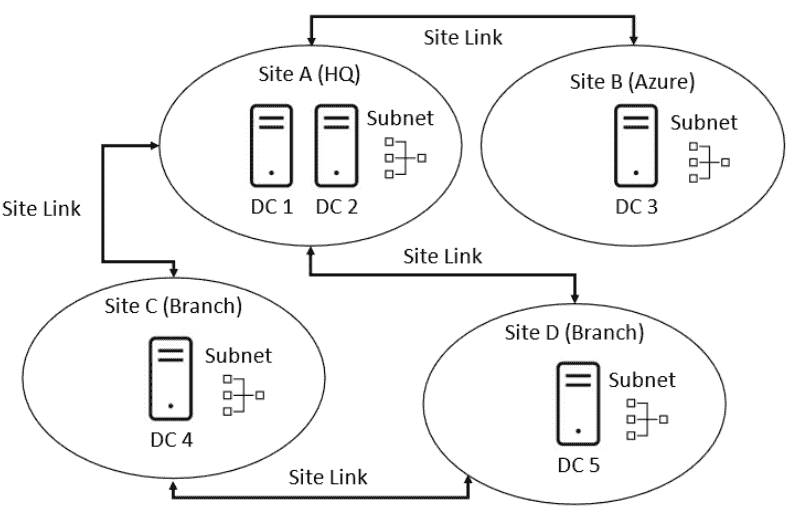 Site Link
Site A (HQ)
Subnet
DC 1
DC 2
Site B (Azure)
Subnet
DC 3
Site Link
Site Link
Site C (Branch)
Subnet
DC 4
Site D (Branch)
Subnet
DC 5
Site Link